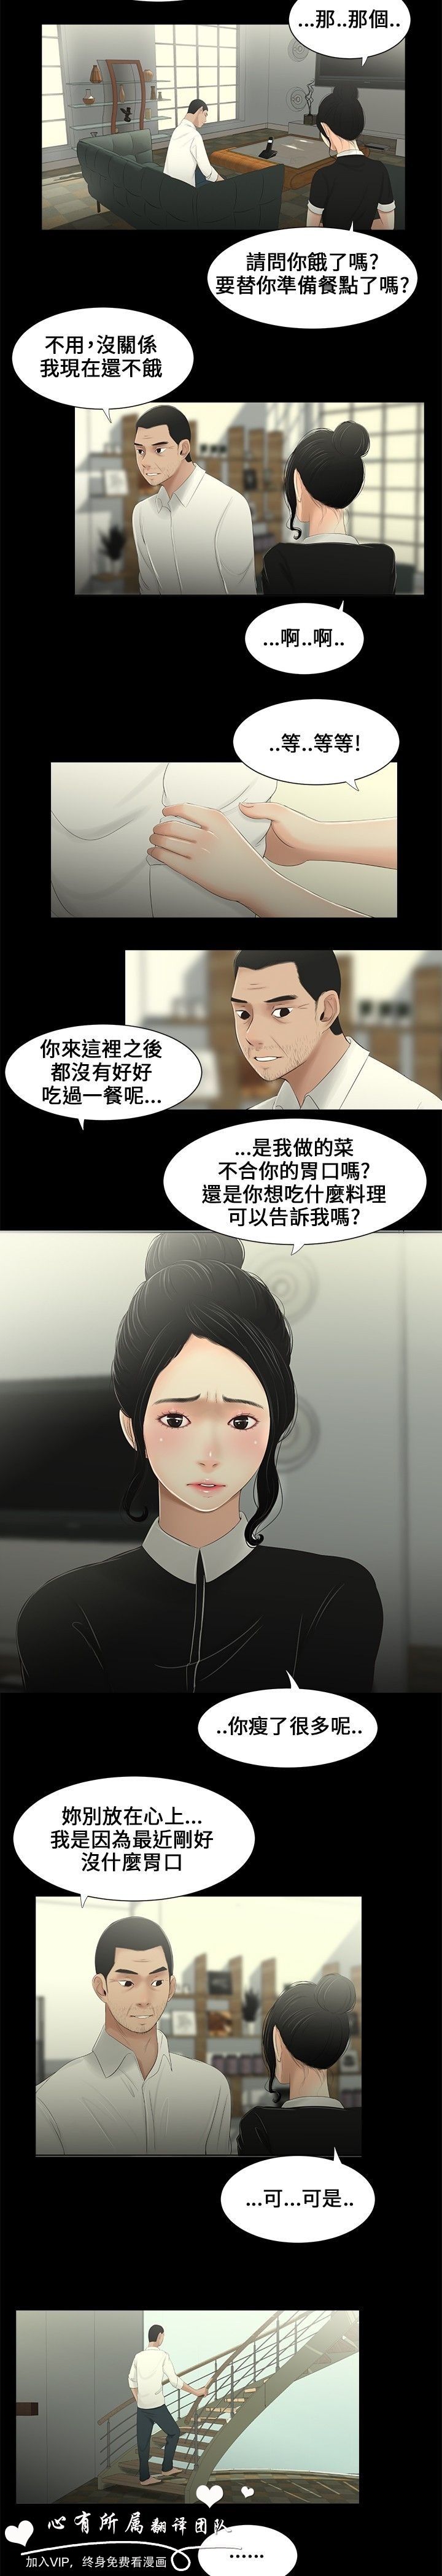 ...那..那個..
請問你餓了嗎?
要替你準備餐點了嗎?
不用,沒關係
我現在還不餓
...啊..啊..
..等..等等!
你來這裡之後
都沒有好好
吃過一餐呢...
...是我做的菜
不合你的胃口嗎?
還是你想吃什麼料理
可以告訴我嗎?
..你瘦了很多呢..
妳別放在心上...
我是因為最近剛好
沒什麼胃口
...可...可是..
心有所属翻译团队
加入VIP，终身免费看漫画
......